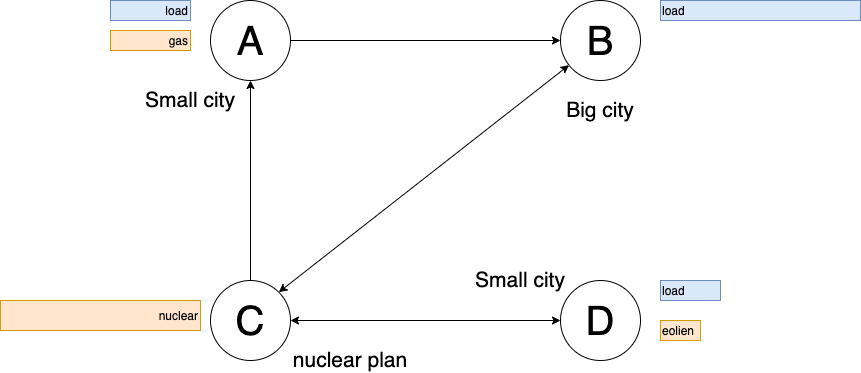 load
A
B
load
gas
Small city
Big city
Small city
load
nuclear
C
D
eolien
nuclear plan